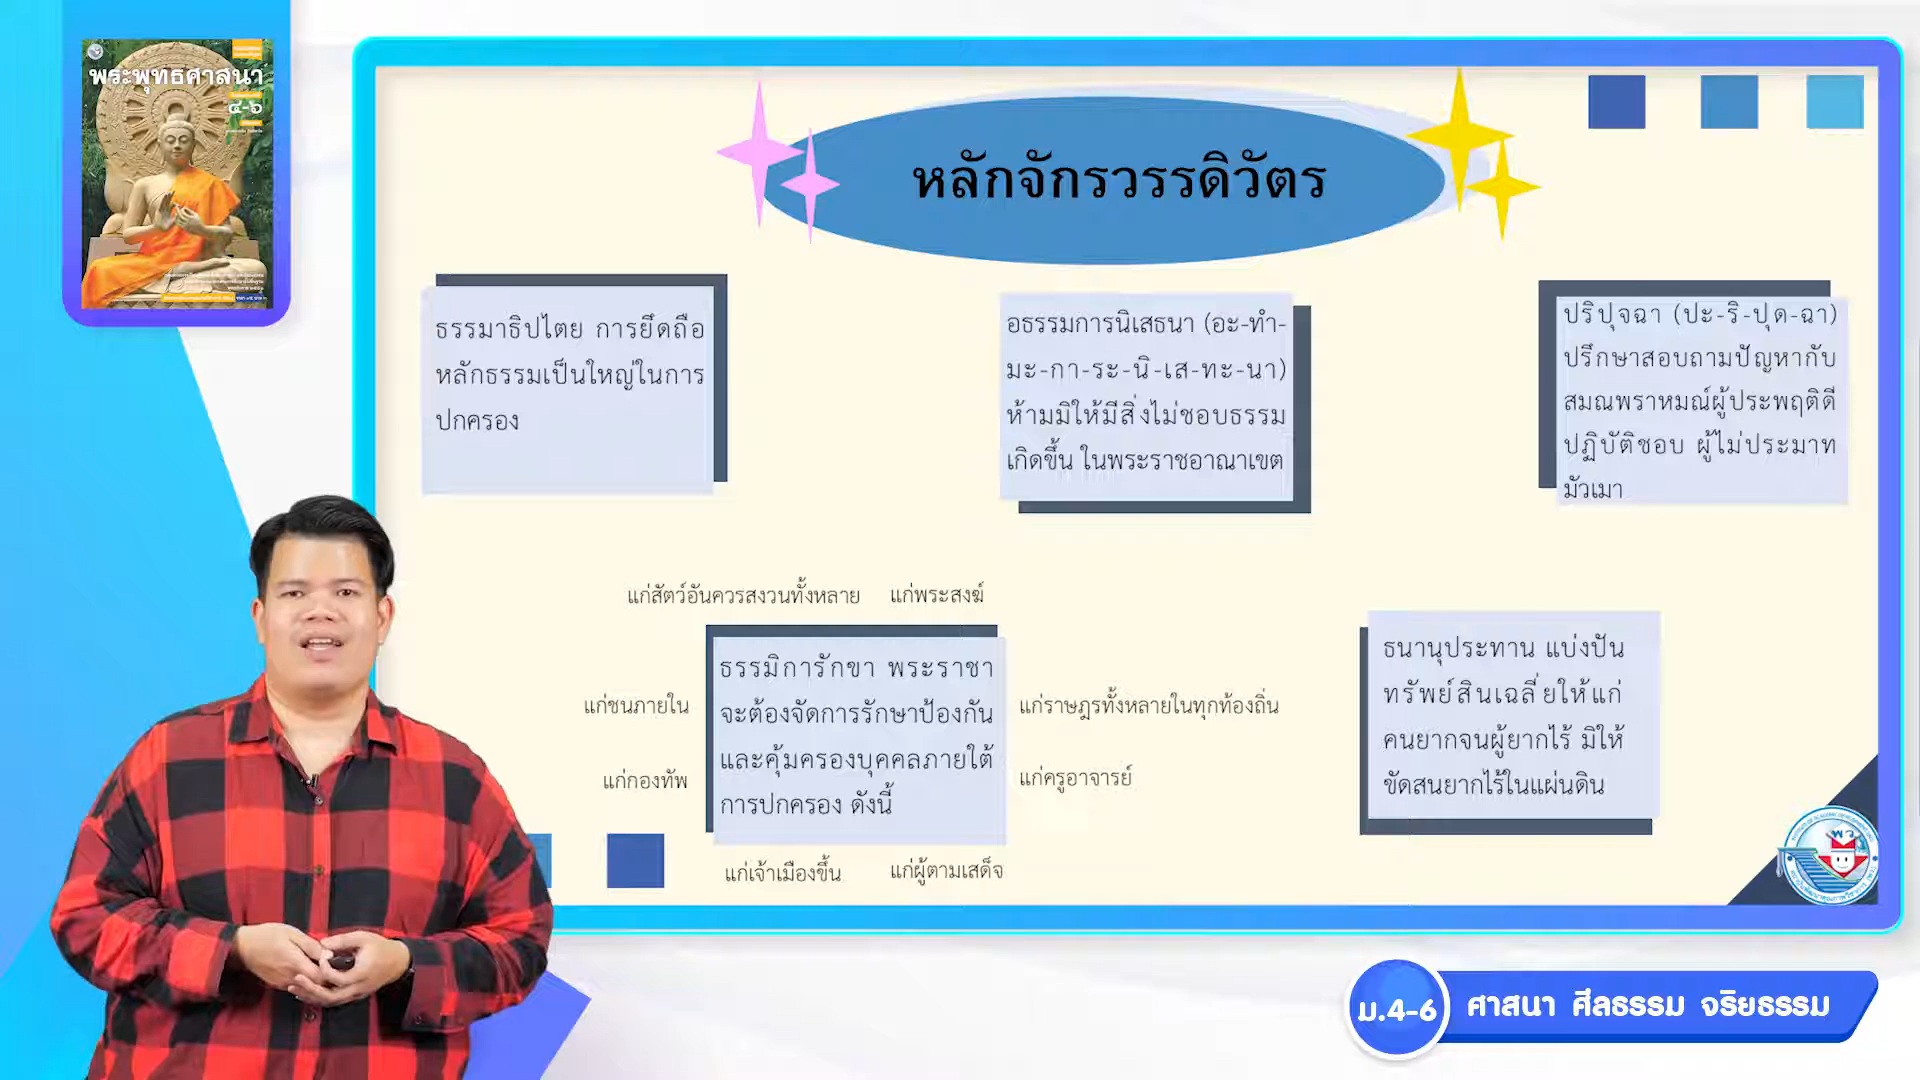 พระพุทธศาสนา
๔-๖
หลักจักรวรรดิวัตร
ธรรมาธิปไตย การยึดถือ
หลักธรรมเป็นใหญ่ในการ
ปกครอง
อธรรมการนิเสธนา (อะ-ทำ-
มะ-กา-ระ-นิ-เส-ทะ-นา)
ห้ามมิให้มีสิ่งไม่ชอบธรรม
เกิดขึ้น ในพระราชอาณาเขต
ปริปุจฉา (ปะ-ริ-ปุด-ฉา)
ปรึกษาสอบถามปัญหากับ
สมณพราหมณ์ผู้ประพฤติดี
ปฏิบัติชอบ ผู้ไม่ประมาท
มัวเมา
แก่สัตว์อันควรสงวนทั้งหลาย แก่พระสงฆ์
ธรรมิการักขา พระราชา
จะต้องจัดการรักษาป้องกัน
และคุ้มครองบุคคลภายใต้
การปกครอง ดังนี้
แก่ชนภายใน
แก่กองทัพ
แก่ราษฎรทั้งหลายในทุกท้องถิ่น
แก่ครูอาจารย์
แก่เจ้าเมืองขึ้น แก่ผู้ตามเสด็จ
ธนานุประทาน แบ่งปัน
ทรัพย์สินเฉลี่ยให้แก่
คนยากจนผู้ยากไร้ มิให้
ขัดสนยากไร้ในแผ่นดิน
พว
ม.4-6 ศาสนา ศีลธรรม จริยธรรม